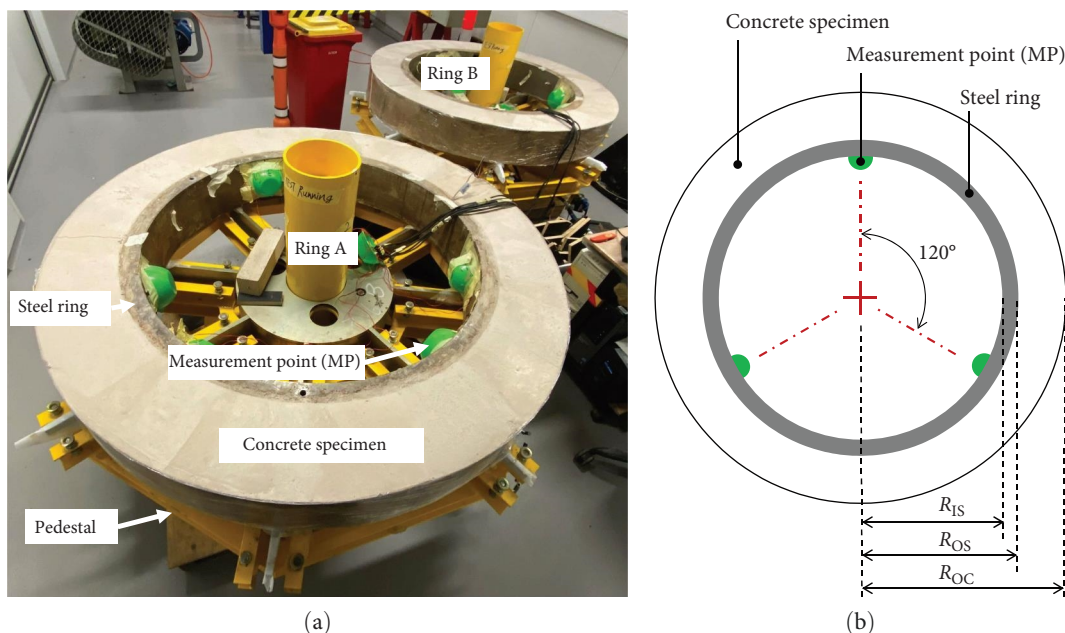 Ring B
Ring A
Steel ring
Measurement point (MP)
Concrete specimen
Pedestal
(a)
Concrete specimen
Measurement point (MP)
Steel ring
120°
R_IS
R_OS
R_OC
(b)